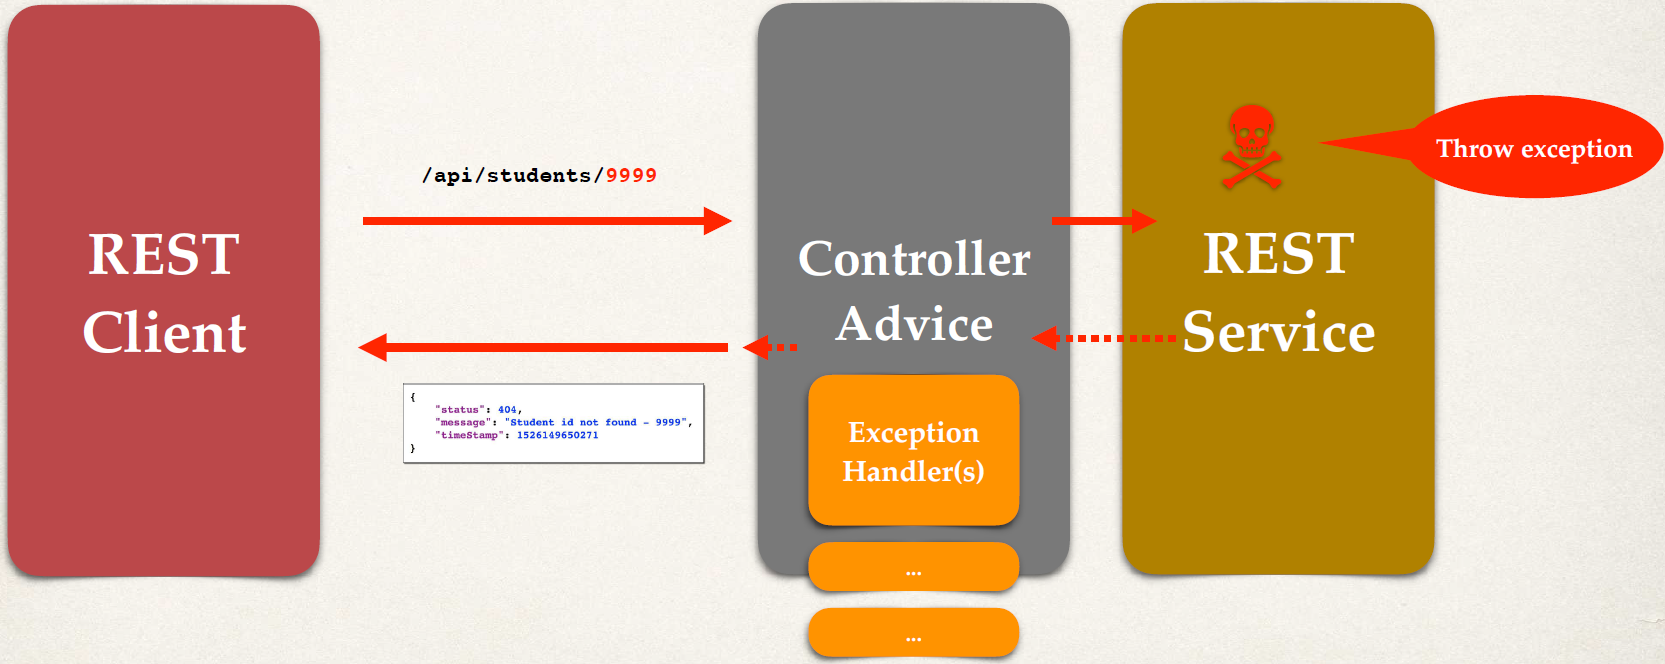 REST
Client
/api/students/9999
{
"status": 404,
"message": "Student id not found - 9999",
"timeStamp": 1526149650271
}
Controller
Advice
Exception
Handler(s)
...
...
REST
Service
Throw exception